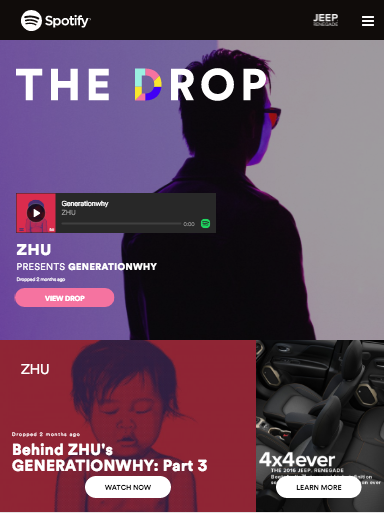 Spotify
JEEP
RENEGADE
THE DROP
Generationwhy
ZHU
0:00
ZHU
PRESENTS GENERATIONWHY
Dropped 2 months ago
VIEW DROP
ZHU
Dropped 2 months ago
Behind ZHU's
GENERATIONWHY: Part 3
WATCH NOW
4x4ever
THE 2016 JEEP. RENEGADE
LEARN MORE